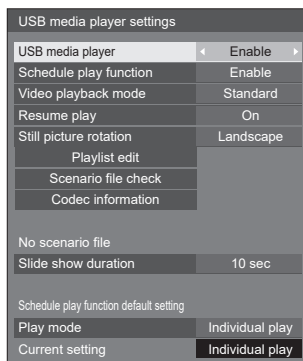 USB media player settings
USB media player Enable
Schedule play function Enable
Video playback mode Standard
Resume play On
Still picture rotation Landscape
Playlist edit
Scenario file check
Codec information
No scenario file
Slide show duration 10 sec
Schedule play function default setting
Play mode Individual play
Current setting Individual play